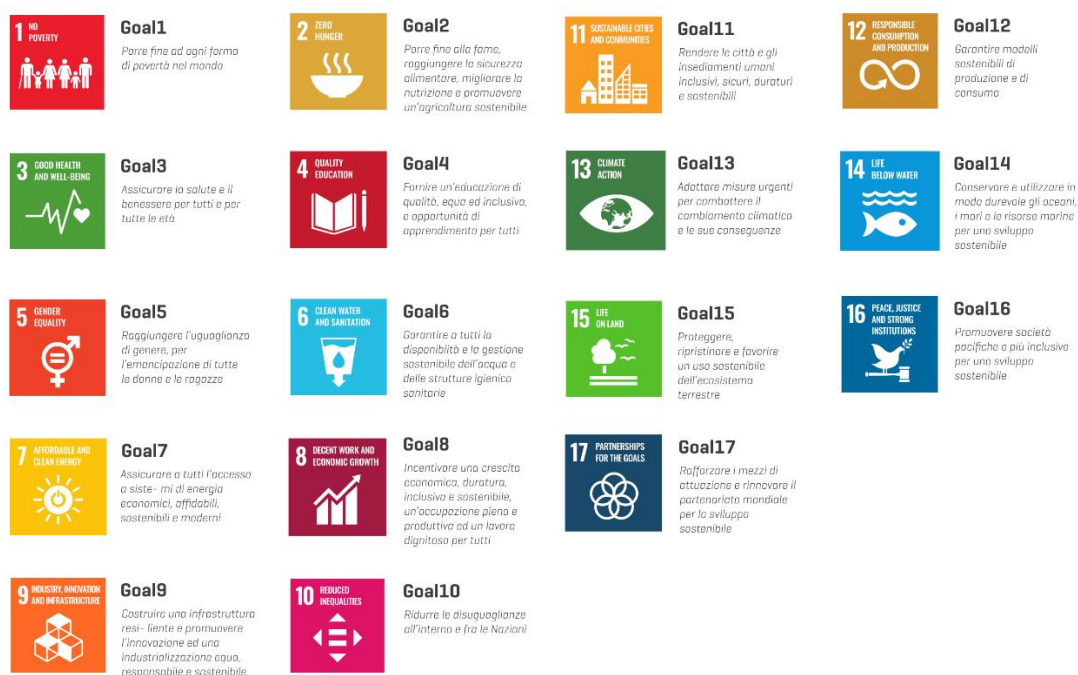 1 NO
POVERTY
Goal1
Porre fine ad ogni forma
di povertà nel mondo
2 ZERO
HUNGER
Goal2
Porre fine alla fame,
raggiungere la sicurezza
alimentare, migliorare la
nutrizione e promuovere
un'agricoltura sostenibile
11 SUSTAINABLE CITIES
AND COMMUNITIES
Goal11
Rendere le città e gli
insediamenti umani
inclusivi, sicuri, duraturi
e sostenibili
12 RESPONSIBLE
CONSUMPTION
AND PRODUCTION
Goal12
Garantire modelli
sostenibili di
produzione e di
consumo
3 GOOD HEALTH
AND WELL-BEING
Goal3
Assicurare la salute e il
benessere per tutti e per
tutte le età
4 QUALITY
EDUCATION
Goal4
Fornire un'educazione di
qualità, equa ed inclusiva,
e opportunità di
apprendimento per tutti
13 CLIMATE
ACTION
Goal13
Adottare misure urgenti
per combattere il
cambiamento climatico
e le sue conseguenze
14 LIFE
BELOW WATER
Goal14
Conservare e utilizzare in
modo durevole gli oceani,
i mari e le risorse marine
per uno sviluppo
sostenibile
5 GENDER
EQUALITY
Goal5
Raggiungere l'uguaglianza
di genere, per
l'emancipazione di tutte
le donne e le ragazze
6 CLEAN WATER
AND SANITATION
Goal6
Garantire a tutti la
disponibilità e la gestione
sostenibile dell'acqua e
delle strutture igienico
sanitarie
15 LIFE
ON LAND
Goal15
Proteggere,
ripristinare e favorire
un uso sostenibile
dell'ecosistema
terrestre
16 PEACE, JUSTICE
AND STRONG
INSTITUTIONS
Goal16
Promuovere società
pacifiche e più inclusive
per uno sviluppo
sostenibile
7 AFFORDABLE AND
CLEAN ENERGY
Goal7
Assicurare a tutti l'accesso
a siste- mi di energia
economici, affidabili,
sostenibili e moderni
8 DECENT WORK AND
ECONOMIC GROWTH
Goal8
Incentivare una crescita
economica, duratura,
inclusiva e sostenibile,
un'occupazione piena e
produttiva ed un lavoro
dignitoso per tutti
17 PARTNERSHIPS
FOR THE GOALS
Goal17
Rafforzare i mezzi di
attuazione e rinnovare il
partenariato mondiale
per lo sviluppo
sostenibile
9 INDUSTRY, INNOVATION
AND INFRASTRUCTURE
Goal9
Costruire una infrastruttura
resi- liente e promuovere
l'innovazione ed una
industrializzazione equa,
responsabile e sostenibile
10 REDUCED
INEQUALITIES
Goal10
Ridurre le disuguaglianze
all'interno e fra le Nazioni